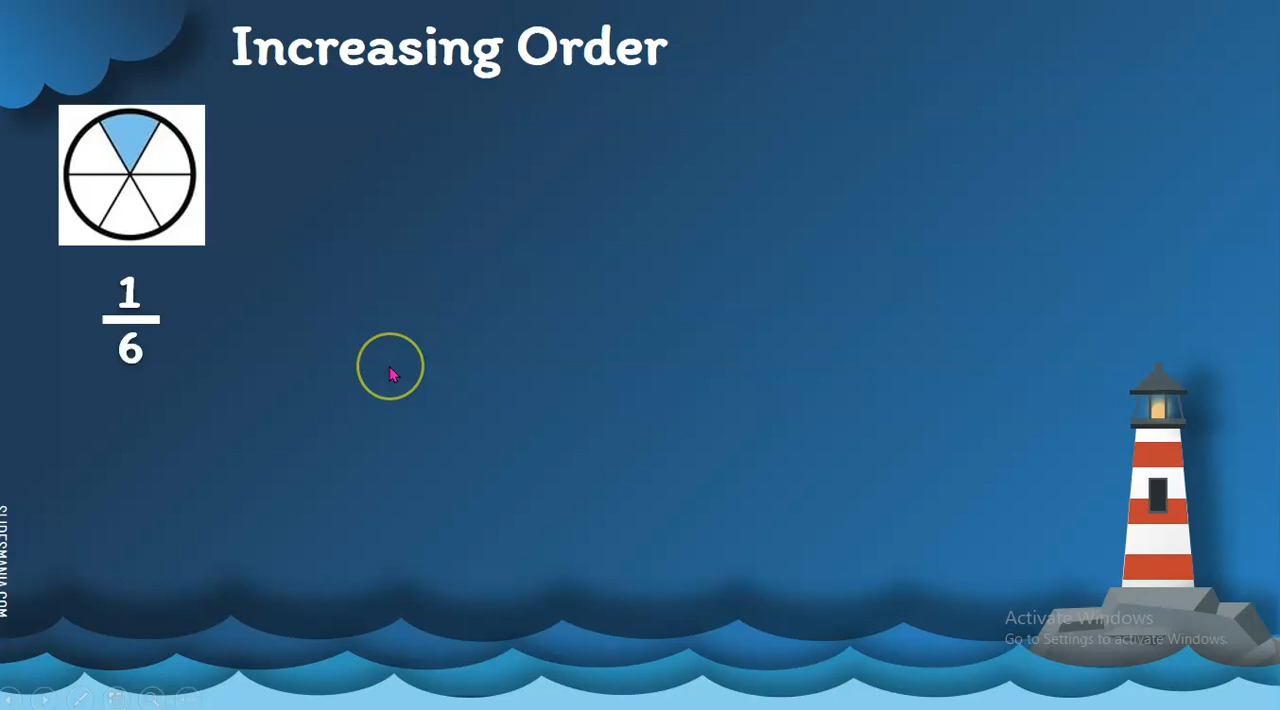 Increasing Order
1
6
SLIDESMANIA.COM
Activate Windows
Go to Settings to activate Windows.